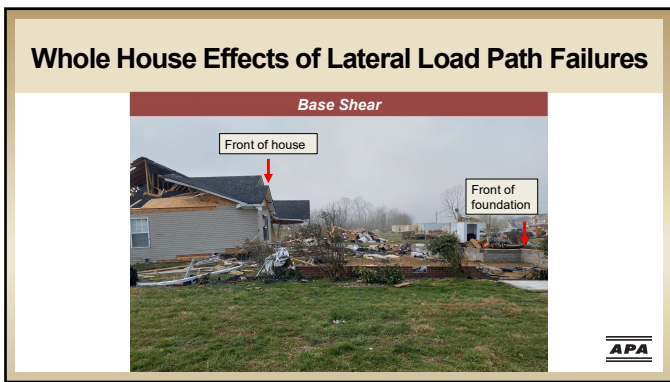 Whole House Effects of Lateral Load Path Failures
Base Shear
Front of house
Front of
foundation
APA